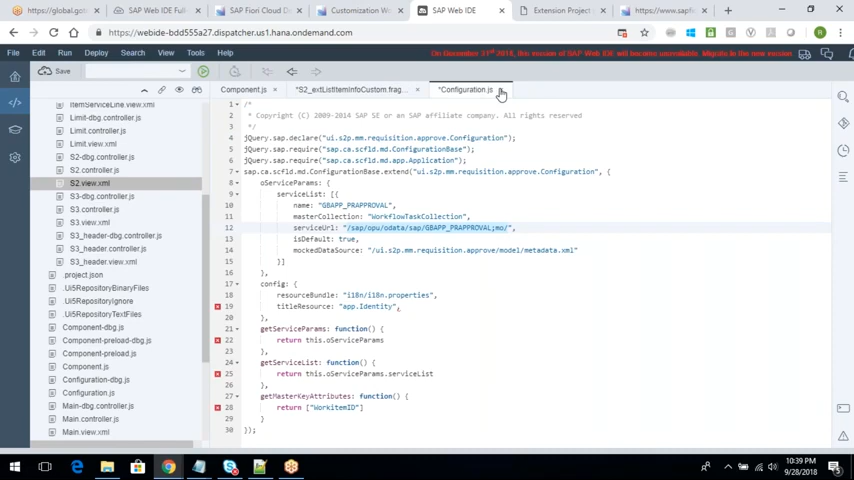 https://global.got
SAP Web IDE Full
SAP Fiori Cloud De
Customization Wo
SAP Web IDE
Extension Project
https://www.sapfi
https://webide-bdd555a27.dispatcher.us1.hana.ondemand.com
File Edit Run Deploy Search View Tools Help
On December 31st 2018, this version of SAP Web IDE will become unavailable. Migrate to the new version.
Save
Component.js
*S2_extListItemInfoCustom.frag...
*Configuration.js
ItemServiceLine.view.xml
Limit-dbg.controller.js
Limit.controller.js
Limit.view.xml
S2-dbg.controller.js
S2.controller.js
S2.view.xml
S3-dbg.controller.js
S3.controller.js
S3.view.xml
S3_header-dbg.controller.js
S3_header.controller.js
S3_header.view.xml
.project.json
.Ui5RepositoryBinaryFiles
.Ui5RepositoryIgnore
.Ui5RepositoryTextFiles
Component-dbg.js
Component-preload-dbg.js
Component-preload.js
Component.js
Configuration-dbg.js
Configuration.js
Main-dbg.controller.js
Main.controller.js
Main.view.xml
1 /*
2 * Copyright (C) 2009-2014 SAP SE or an SAP affiliate company. All rights reserved
3 */
4 jQuery.sap.declare("ui.s2p.mm.requisition.approve.Configuration");
5 jQuery.sap.require("sap.ca.scfld.md.ConfigurationBase");
6 jQuery.sap.require("sap.ca.scfld.md.app.Application");
7 sap.ca.scfld.md.ConfigurationBase.extend("ui.s2p.mm.requisition.approve.Configuration", {
8 oServiceParams: {
9 serviceList: [{
10 name: "GBAPP_PRAPPROVAL",
11 masterCollection: "WorkflowTaskCollection",
12 serviceUrl: "/sap/opu/odata/sap/GBAPP_PRAPPROVAL;mo/",
13 isDefault: true,
14 mockedDataSource: "/ui.s2p.mm.requisition.approve/model/metadata.xml"
15 }]
16 },
17 config: {
18 resourceBundle: "i18n/i18n.properties",
19 titleResource: "app.Identity",
20 },
21 getServiceParams: function() {
22 return this.oServiceParams
23 },
24 getServiceList: function() {
25 return this.oServiceParams.serviceList
26 },
27 getMasterKeyAttributes: function() {
28 return ["WorkitemID"]
29 }
30 });
10:39 PM
9/28/2018